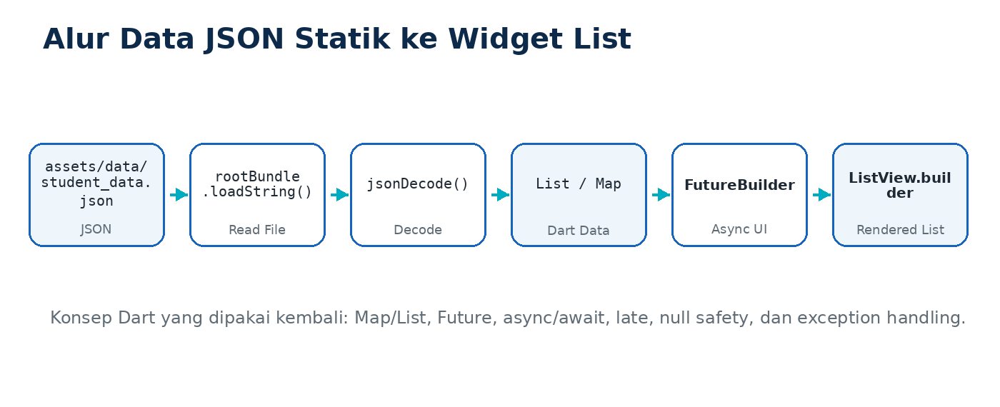 Alur Data JSON Statik ke Widget List
assets/data/
student_data.
json
JSON
rootBundle
.loadString()
Read File
jsonDecode()
Decode
List / Map
Dart Data
FutureBuilder
Async UI
ListView.buil
der
Rendered List
Konsep Dart yang dipakai kembali: Map/List, Future, async/await, late, null safety, dan exception handling.